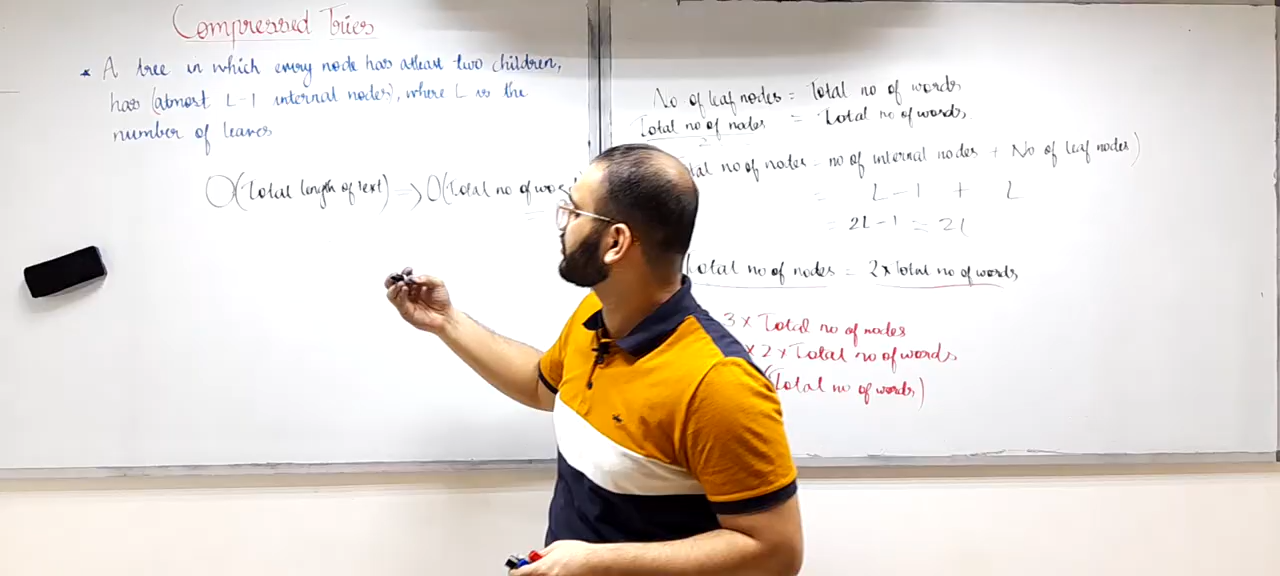 Compressed Tries
* A tree in which every node has atleast two children,
has (atmost L-1 internal nodes), where L is the
number of leaves
O(Total length of text) => O(Total no of
No of leaf nodes = Total no of words
Total no of nodes = Total no of words
2
no of nodes = no of internal nodes + No of leaf nodes)
= L-1 + L
= 2L-1 = 2L
Total no of nodes = 2 x Total no of words
3 x Total no of nodes
x 2 x Total no of words
(Total no of words)